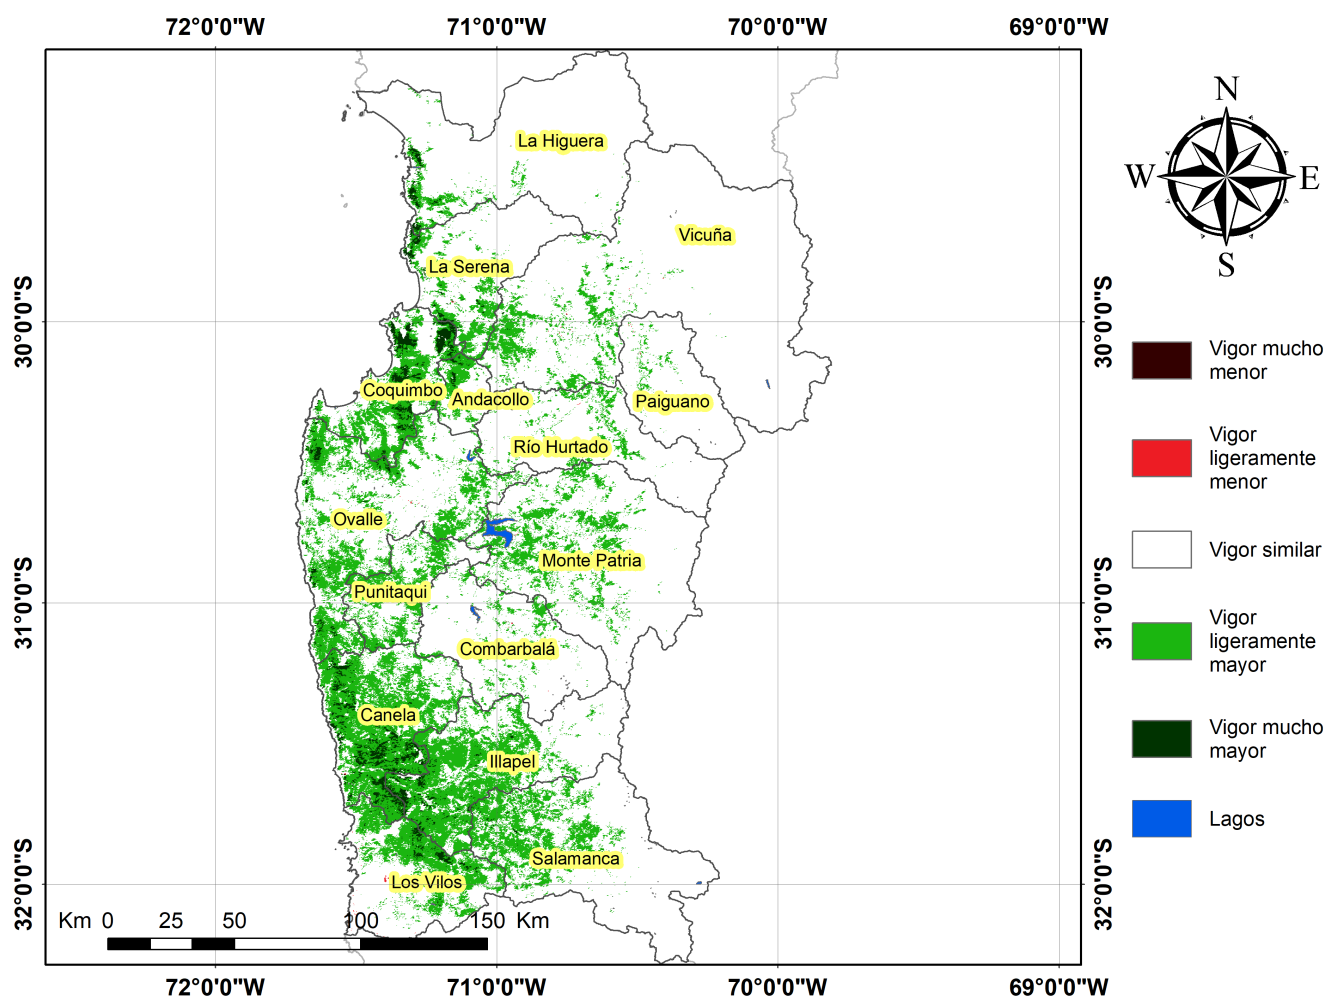 72°0'0"W 71°0'0"W 70°0'0"W 69°0'0"W
N
W E
S
La Higuera
Vicuña
La Serena
30°0'0"S 30°0'0"S
Coquimbo
Andacollo
Paiguano
Río Hurtado
Ovalle
Monte Patria
Punitaqui
31°0'0"S 31°0'0"S
Combarbalá
Canela
Illapel
Salamanca
Los Vilos
32°0'0"S 32°0'0"S
Km 0 25 50 100 150 Km
72°0'0"W 71°0'0"W 70°0'0"W 69°0'0"W
Vigor mucho
menor
Vigor
ligeramente
menor
Vigor similar
Vigor
ligeramente
mayor
Vigor mucho
mayor
Lagos